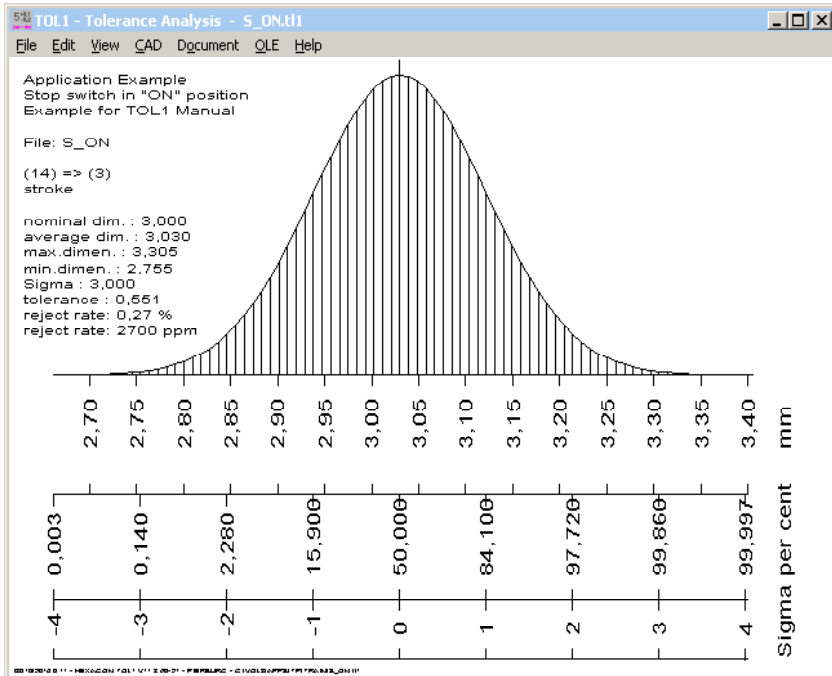 TOL1 - Tolerance Analysis - S_ON.tl1
File Edit View CAD Document OLE Help
Application Example
Stop switch in "ON" position
Example for TOL1 Manual
File: S_ON
(14) => (3)
stroke
nominal dim. : 3,000
average dim. : 3,030
max.dimen. : 3,305
min.dimen. : 2,755
Sigma : 3,000
tolerance : 0,551
reject rate: 0,27 %
reject rate: 2700 ppm
2,70 2,75 2,80 2,85 2,90 2,95 3,00 3,05 3,10 3,15 3,20 3,25 3,30 3,35 3,40 mm
0,003 0,140 2,280 15,900 50,000 84,100 97,720 99,860 99,997
-4 -3 -2 -1 0 1 2 3 4
Sigma per cent